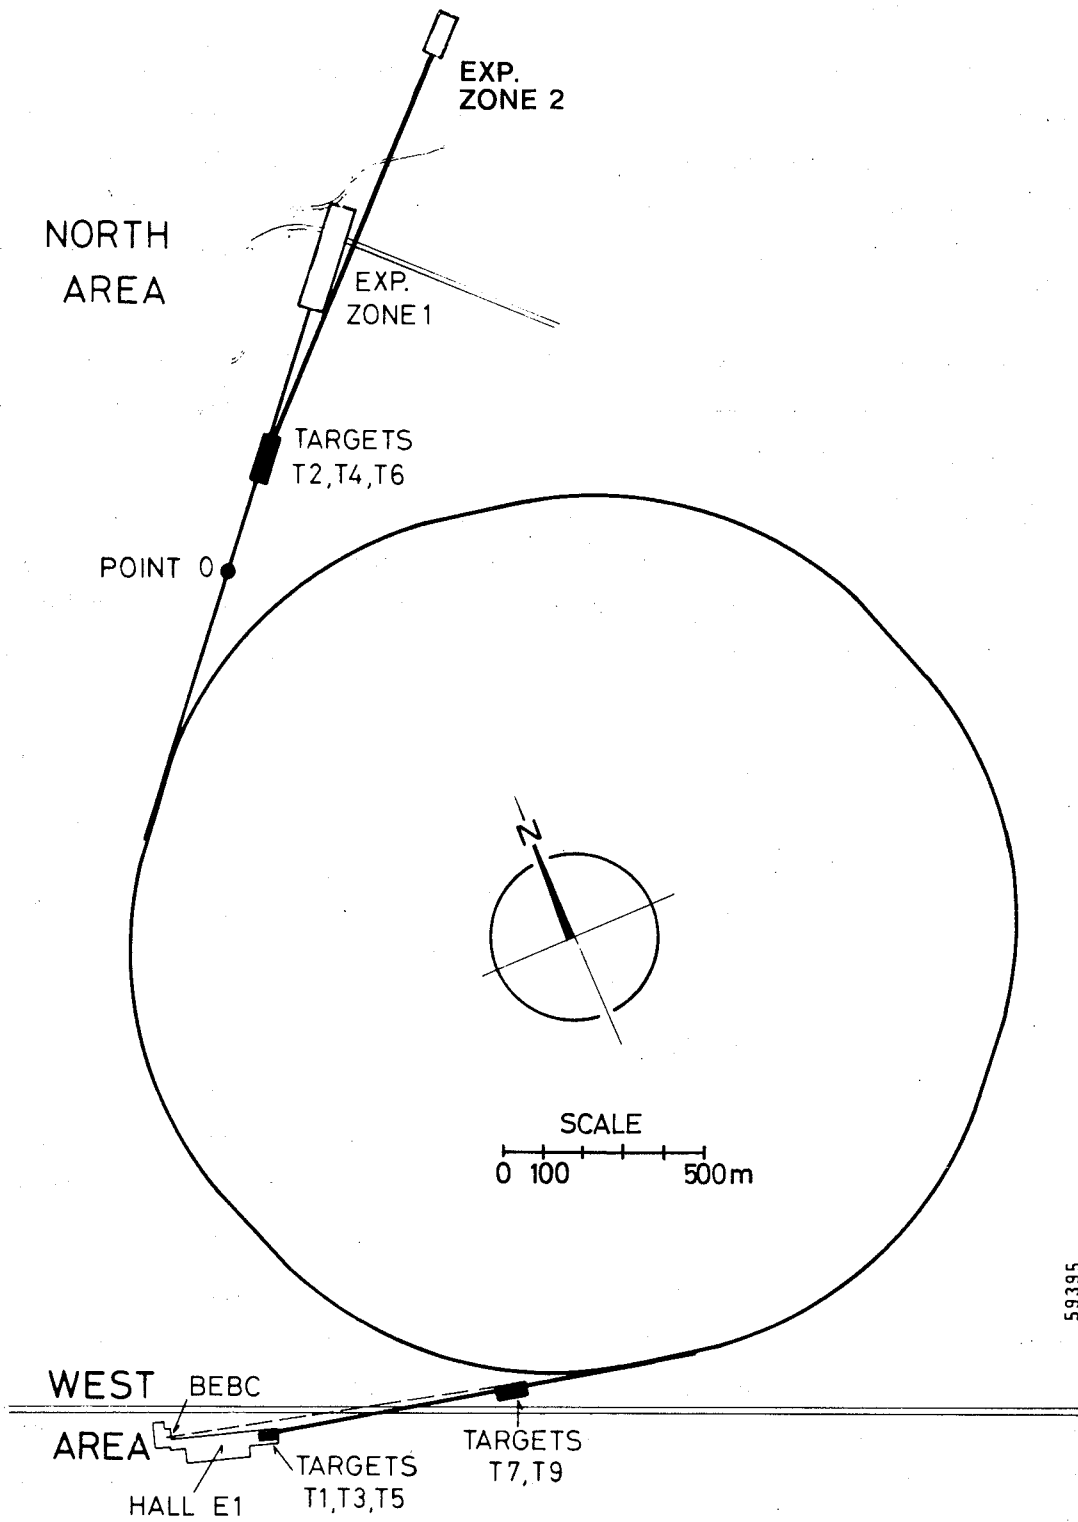 EXP.
ZONE 2
NORTH
AREA
EXP.
ZONE 1
TARGETS
T2,T4,T6
POINT 0
N
SCALE
0 100 500m
59395
WEST
BEBC
AREA
TARGETS
T7,T9
TARGETS
T1,T3,T5
HALL E1